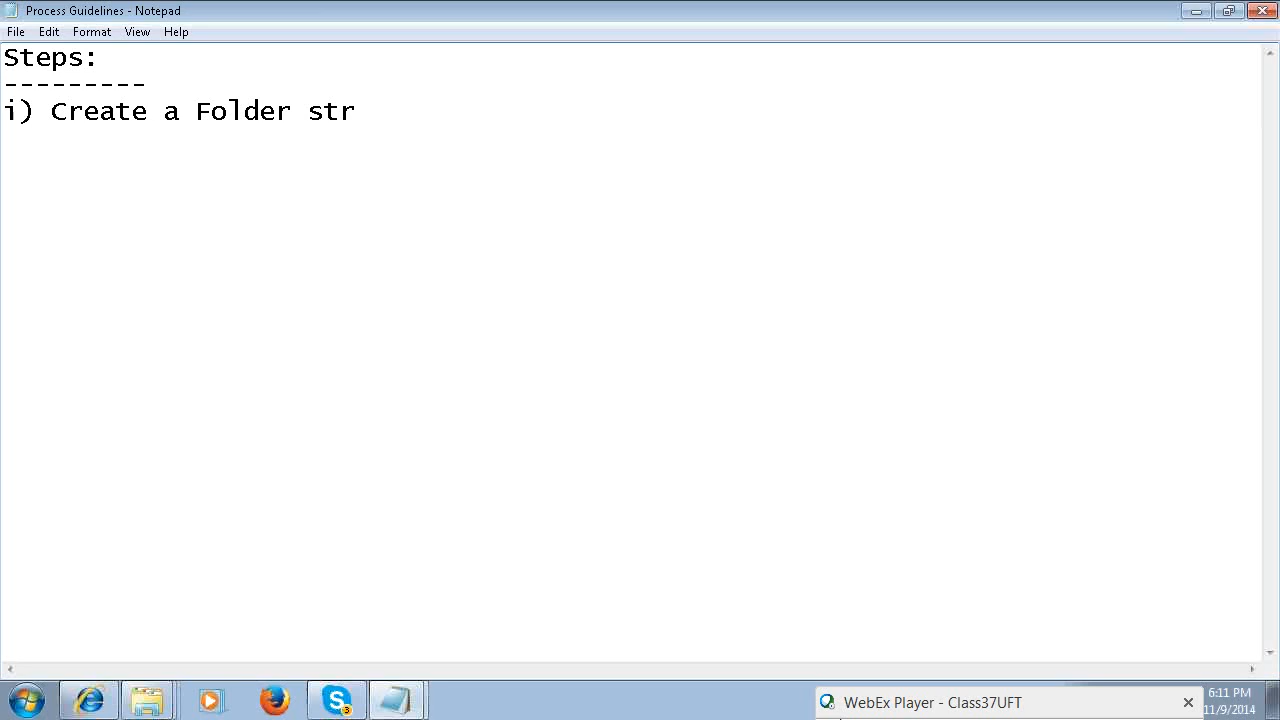 Process Guidelines - Notepad
File Edit Format View Help
Steps:
---------
i) Create a Folder str
3
WebEx Player - Class37UFT
6:11 PM
11/9/2014